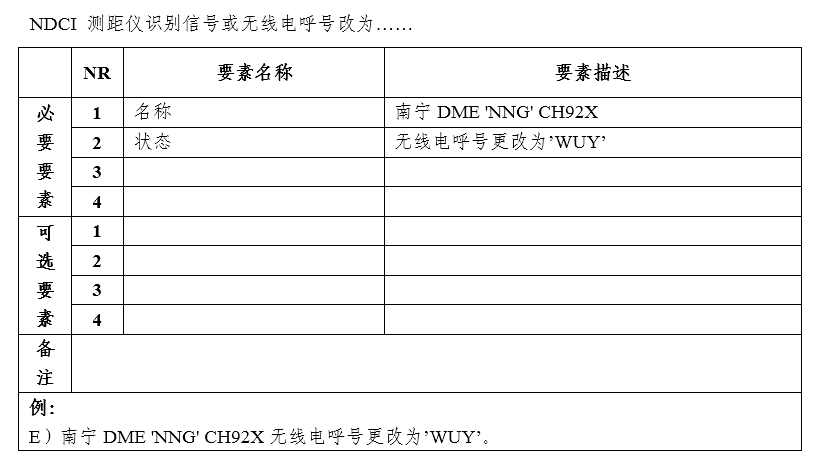 NDCI 测距仪识别信号或无线电呼号改为……
NR 要素名称 要素描述
必要要素
1 名称 南宁 DME 'NNG' CH92X
2 状态 无线电呼号更改为’WUY’
3
4
可选要素
1
2
3
4
备注
例：
E）南宁 DME 'NNG' CH92X 无线电呼号更改为’WUY’。